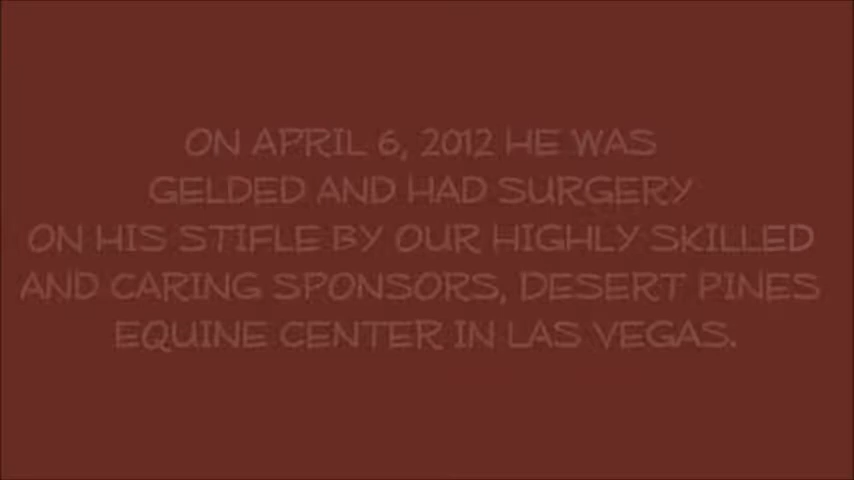 ON APRIL 6, 2012 HE WAS
GELDED AND HAD SURGERY
ON HIS STIFLE BY OUR HIGHLY SKILLED
AND CARING SPONSORS, DESERT PINES
EQUINE CENTER IN LAS VEGAS.